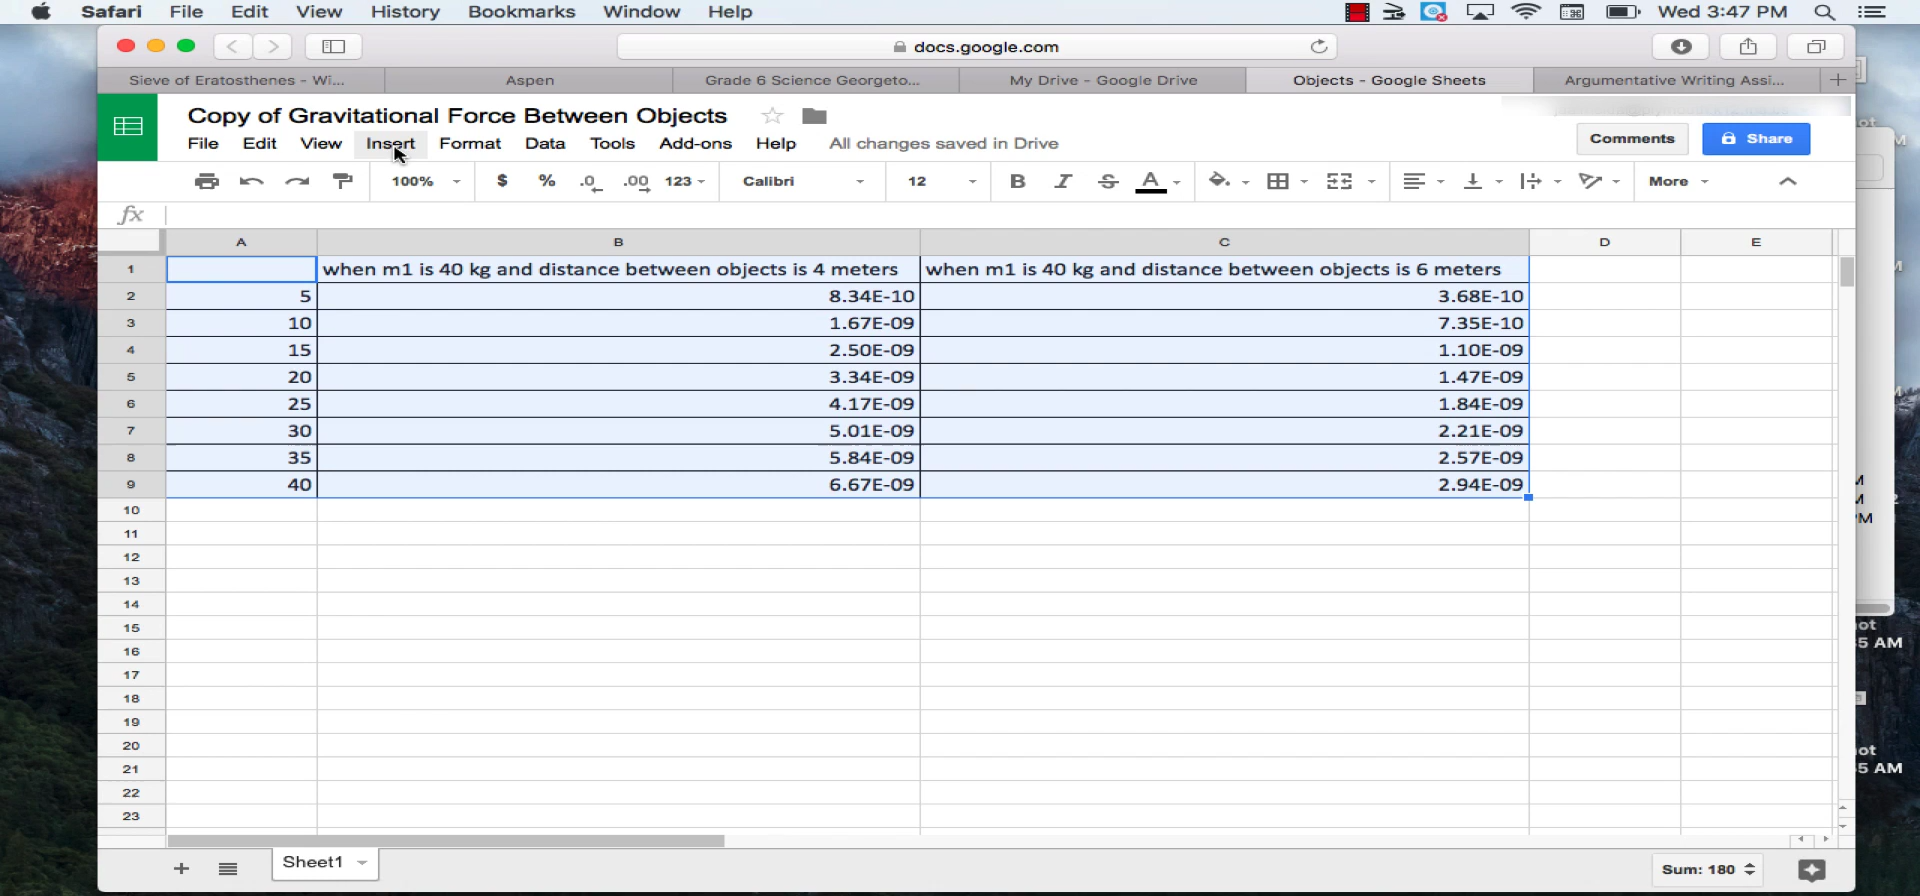 Safari File Edit View History Bookmarks Window Help Wed 3:47 PM
docs.google.com
Sieve of Eratosthenes - Wi... Aspen Grade 6 Science Georgeto... My Drive - Google Drive Objects - Google Sheets Argumentative Writing Assi...
Copy of Gravitational Force Between Objects
File Edit View Insert Format Data Tools Add-ons Help All changes saved in Drive Comments Share
100% $ % .0 .00 123 Calibri 12 B I S A More
fx
A B C D E
1 when m1 is 40 kg and distance between objects is 4 meters when m1 is 40 kg and distance between objects is 6 meters
2 5 8.34E-10 3.68E-10
3 10 1.67E-09 7.35E-10
4 15 2.50E-09 1.10E-09
5 20 3.34E-09 1.47E-09
6 25 4.17E-09 1.84E-09
7 30 5.01E-09 2.21E-09
8 35 5.84E-09 2.57E-09
9 40 6.67E-09 2.94E-09
10
11
12
13
14
15
16
17
18
19
20
21
22
23
Sheet1 Sum: 180
ot
5 AM
ot
5 AM